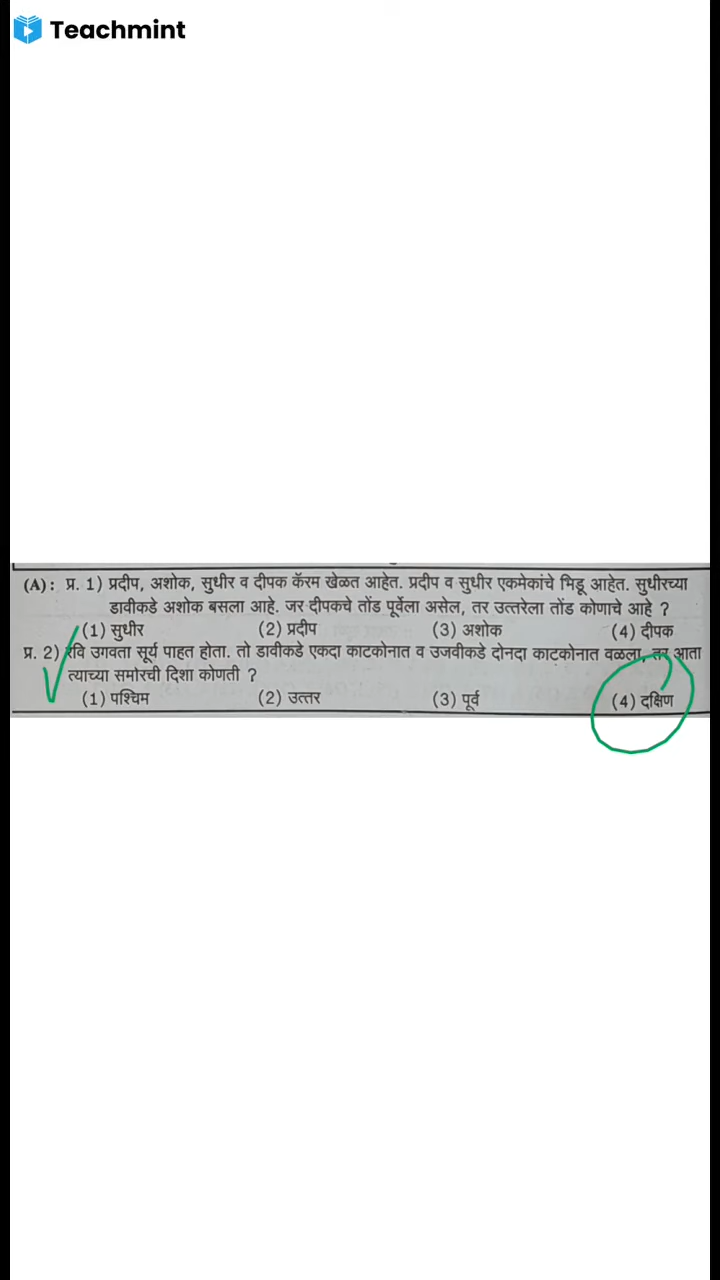 Teachmint
(A) : प्र. 1) प्रदीप, अशोक, सुधीर व दीपक कॅरम खेळत आहेत. प्रदीप व सुधीर एकमेकांचे भिडू आहेत. सुधीरच्या
डावीकडे अशोक बसला आहे. जर दीपकचे तोंड पूर्वेला असेल, तर उत्तरेला तोंड कोणाचे आहे ?
(1) सुधीर (2) प्रदीप (3) अशोक (4) दीपक
प्र. 2) रवि उगवता सूर्य पाहत होता. तो डावीकडे एकदा काटकोनात व उजवीकडे दोनदा काटकोनात वळला, तर आता
त्याच्या समोरची दिशा कोणती ?
(1) पश्चिम (2) उत्तर (3) पूर्व (4) दक्षिण